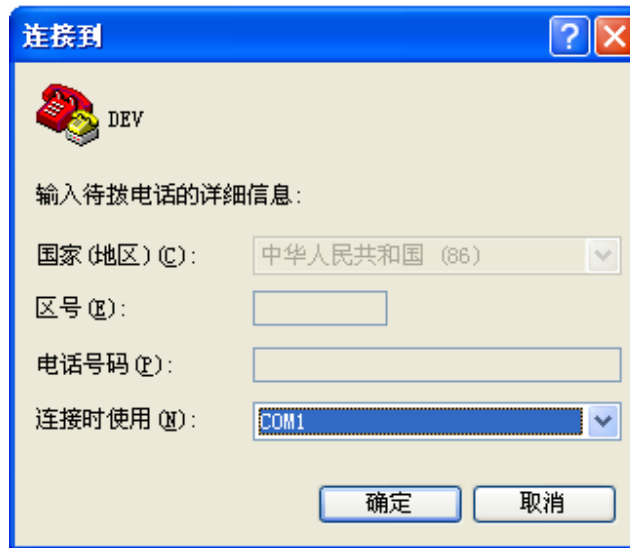 连接到
DEV
输入待拨电话的详细信息:
国家(地区)(C): 中华人民共和国 (86)
区号(E):
电话号码(P):
连接时使用(N): COM1
确定 取消